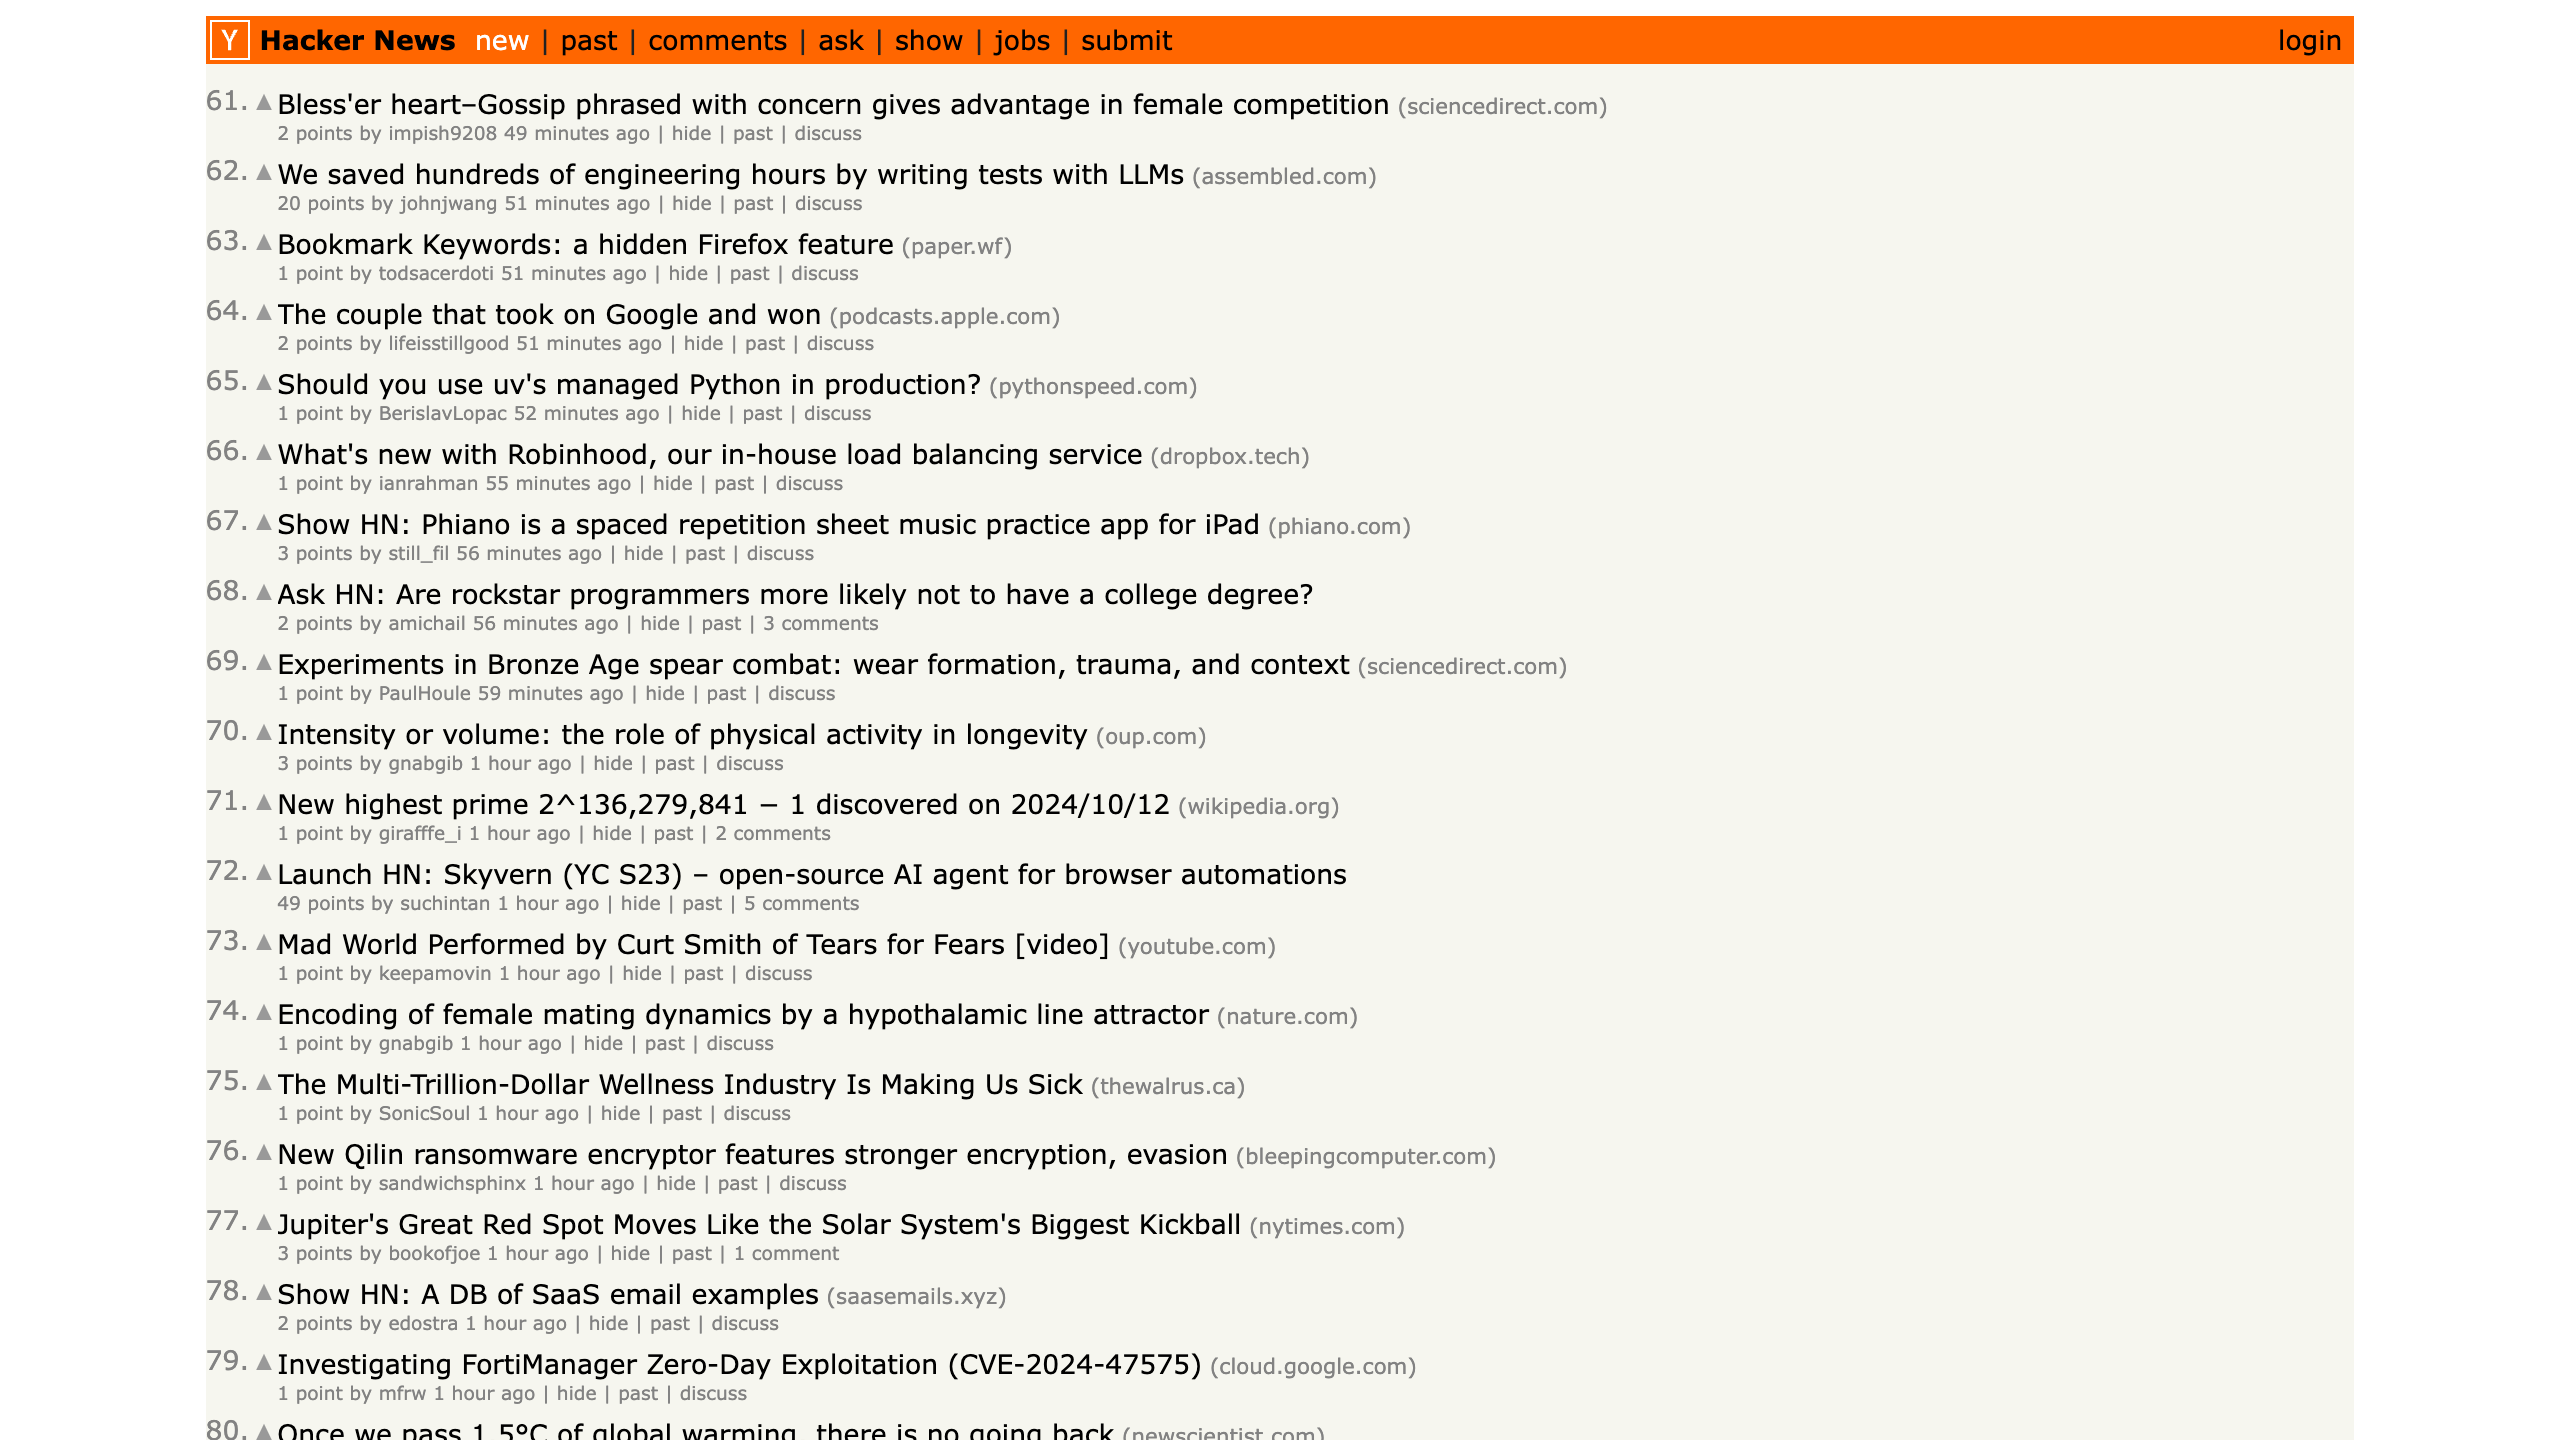 Y Hacker News new | past | comments | ask | show | jobs | submit login
61. ▲ Bless'er heart–Gossip phrased with concern gives advantage in female competition (sciencedirect.com)
2 points by impish9208 49 minutes ago | hide | past | discuss
62. ▲ We saved hundreds of engineering hours by writing tests with LLMs (assembled.com)
20 points by johnjwang 51 minutes ago | hide | past | discuss
63. ▲ Bookmark Keywords: a hidden Firefox feature (paper.wf)
1 point by todsacerdoti 51 minutes ago | hide | past | discuss
64. ▲ The couple that took on Google and won (podcasts.apple.com)
2 points by lifeisstillgood 51 minutes ago | hide | past | discuss
65. ▲ Should you use uv's managed Python in production? (pythonspeed.com)
1 point by BerislavLopac 52 minutes ago | hide | past | discuss
66. ▲ What's new with Robinhood, our in-house load balancing service (dropbox.tech)
1 point by ianrahman 55 minutes ago | hide | past | discuss
67. ▲ Show HN: Phiano is a spaced repetition sheet music practice app for iPad (phiano.com)
3 points by still_fil 56 minutes ago | hide | past | discuss
68. ▲ Ask HN: Are rockstar programmers more likely not to have a college degree?
2 points by amichail 56 minutes ago | hide | past | 3 comments
69. ▲ Experiments in Bronze Age spear combat: wear formation, trauma, and context (sciencedirect.com)
1 point by PaulHoule 59 minutes ago | hide | past | discuss
70. ▲ Intensity or volume: the role of physical activity in longevity (oup.com)
3 points by gnabgib 1 hour ago | hide | past | discuss
71. ▲ New highest prime 2^136,279,841 − 1 discovered on 2024/10/12 (wikipedia.org)
1 point by girafffe_i 1 hour ago | hide | past | 2 comments
72. ▲ Launch HN: Skyvern (YC S23) – open-source AI agent for browser automations
49 points by suchintan 1 hour ago | hide | past | 5 comments
73. ▲ Mad World Performed by Curt Smith of Tears for Fears [video] (youtube.com)
1 point by keepamovin 1 hour ago | hide | past | discuss
74. ▲ Encoding of female mating dynamics by a hypothalamic line attractor (nature.com)
1 point by gnabgib 1 hour ago | hide | past | discuss
75. ▲ The Multi-Trillion-Dollar Wellness Industry Is Making Us Sick (thewalrus.ca)
1 point by SonicSoul 1 hour ago | hide | past | discuss
76. ▲ New Qilin ransomware encryptor features stronger encryption, evasion (bleepingcomputer.com)
1 point by sandwichsphinx 1 hour ago | hide | past | discuss
77. ▲ Jupiter's Great Red Spot Moves Like the Solar System's Biggest Kickball (nytimes.com)
3 points by bookofjoe 1 hour ago | hide | past | 1 comment
78. ▲ Show HN: A DB of SaaS email examples (saasemails.xyz)
2 points by edostra 1 hour ago | hide | past | discuss
79. ▲ Investigating FortiManager Zero-Day Exploitation (CVE-2024-47575) (cloud.google.com)
1 point by mfrw 1 hour ago | hide | past | discuss
80. ▲ Once we pass 1.5°C of global warming, there is no going back (newscientist.com)